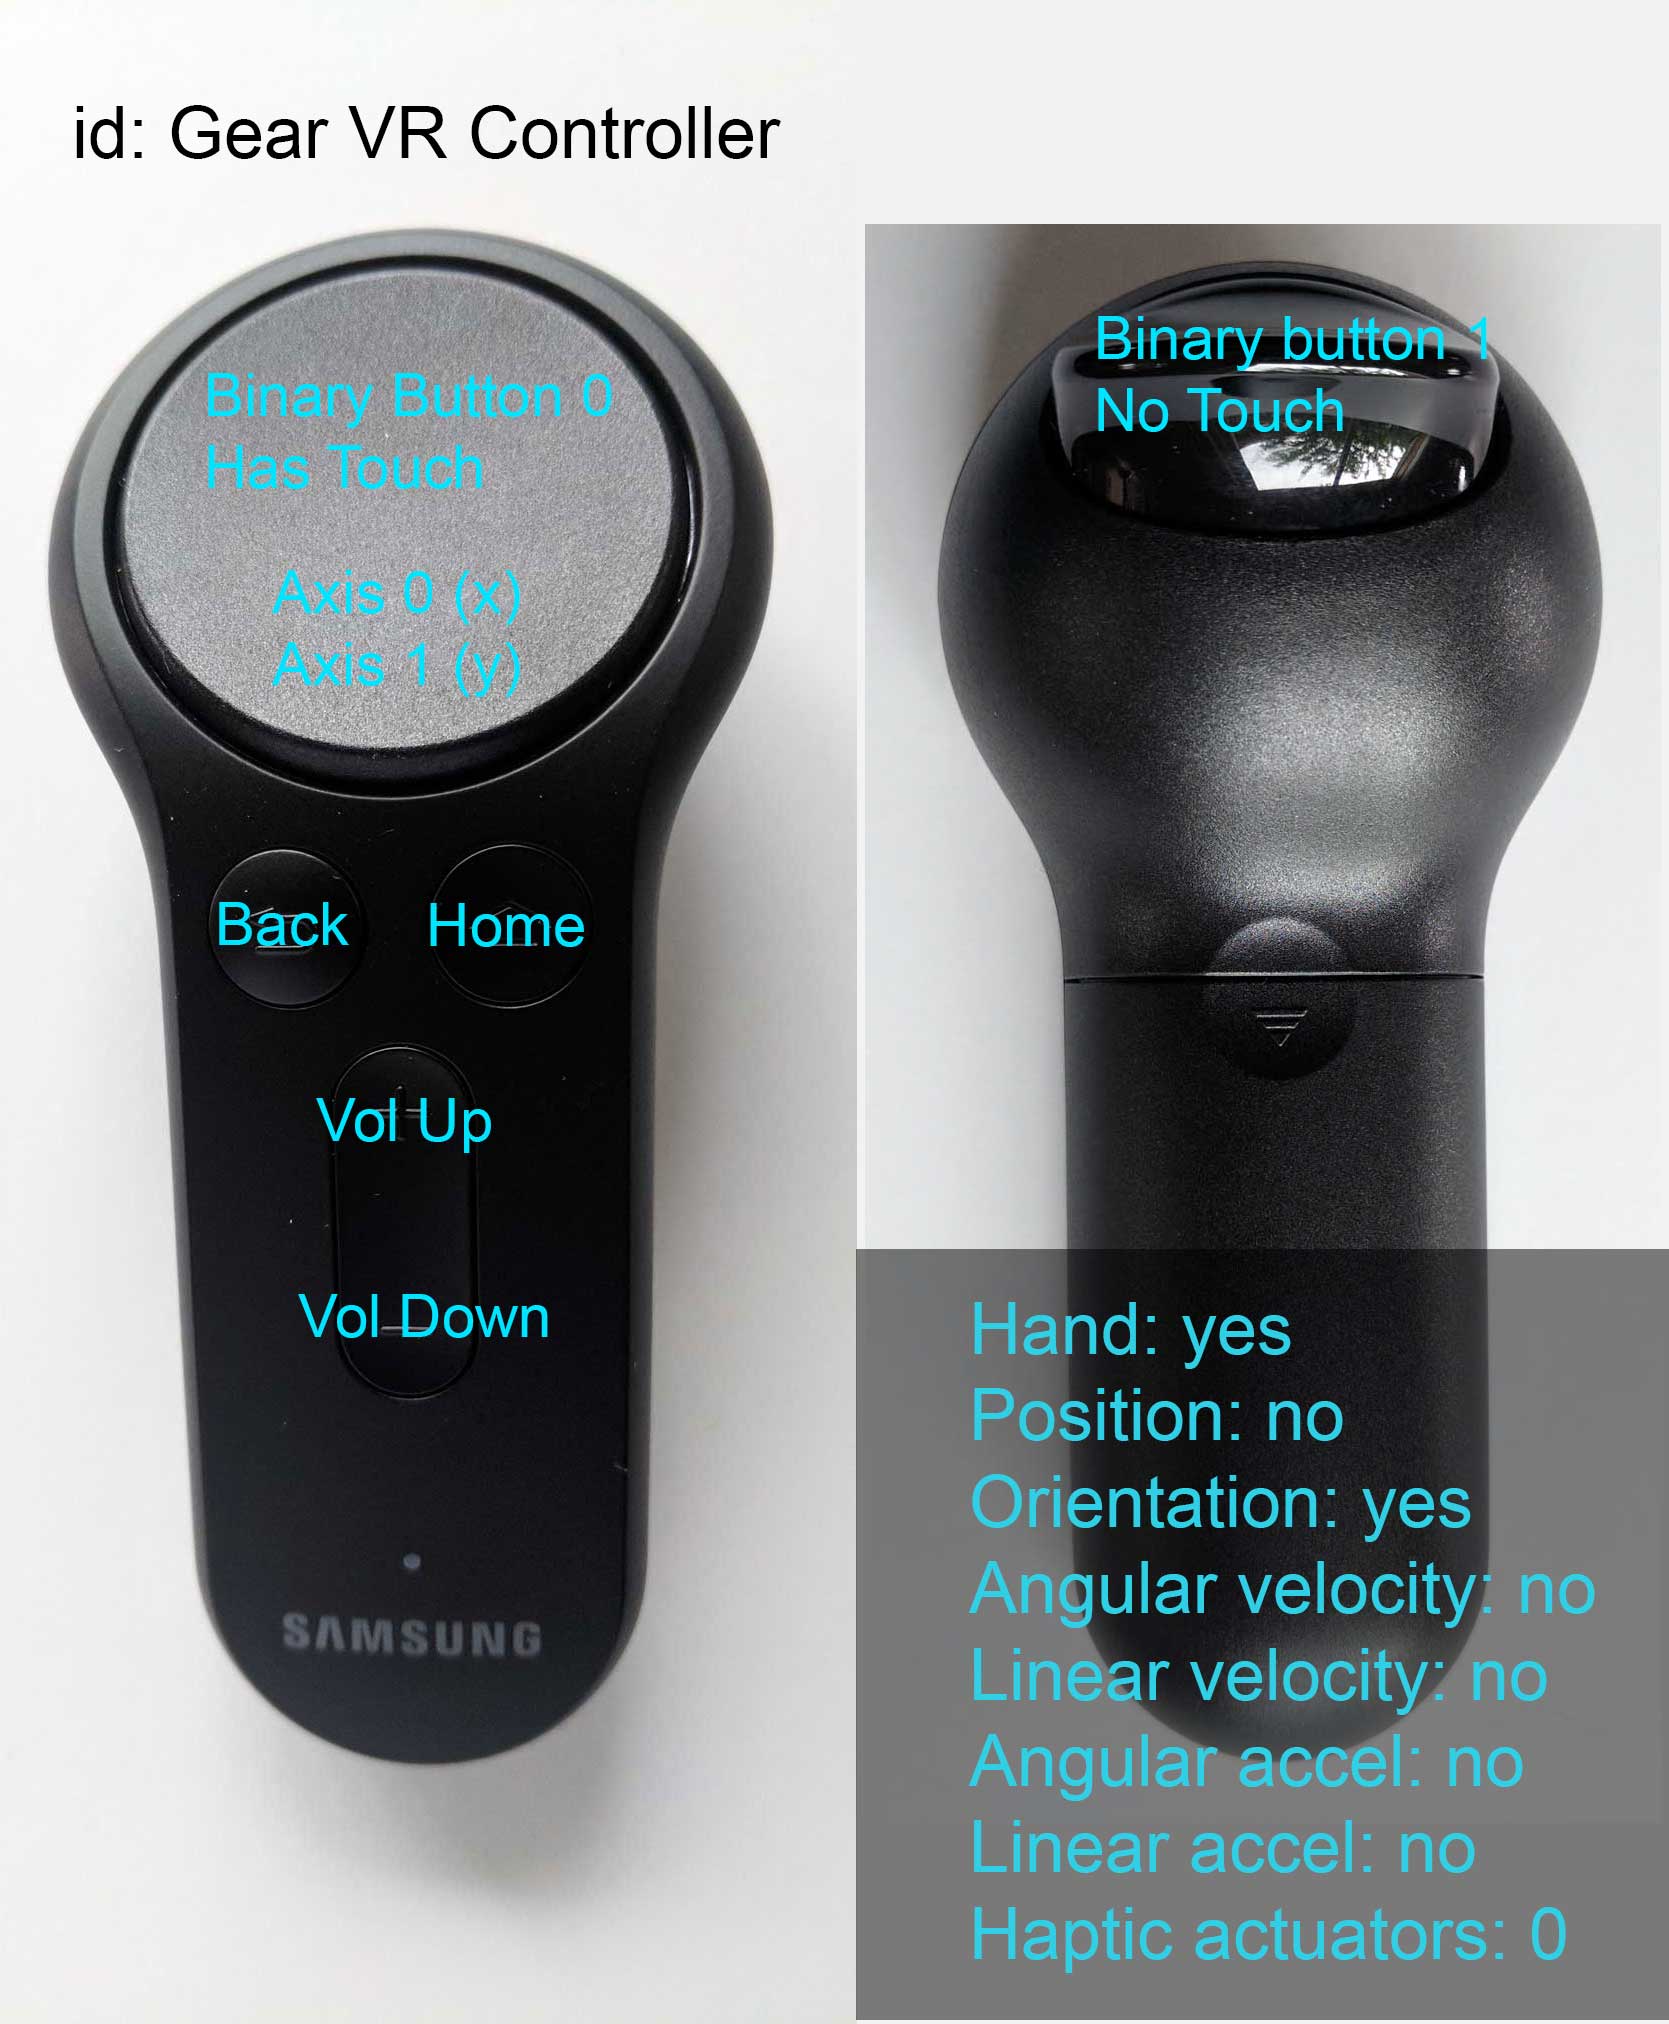 id: Gear VR Controller
Binary Button 0
Has Touch
Axis 0 (x)
Axis 1 (y)
Back
Home
Vol Up
Vol Down
SAMSUNG
Binary button 1
No Touch
Hand: yes
Position: no
Orientation: yes
Angular velocity: no
Linear velocity: no
Angular accel: no
Linear accel: no
Haptic actuators: 0